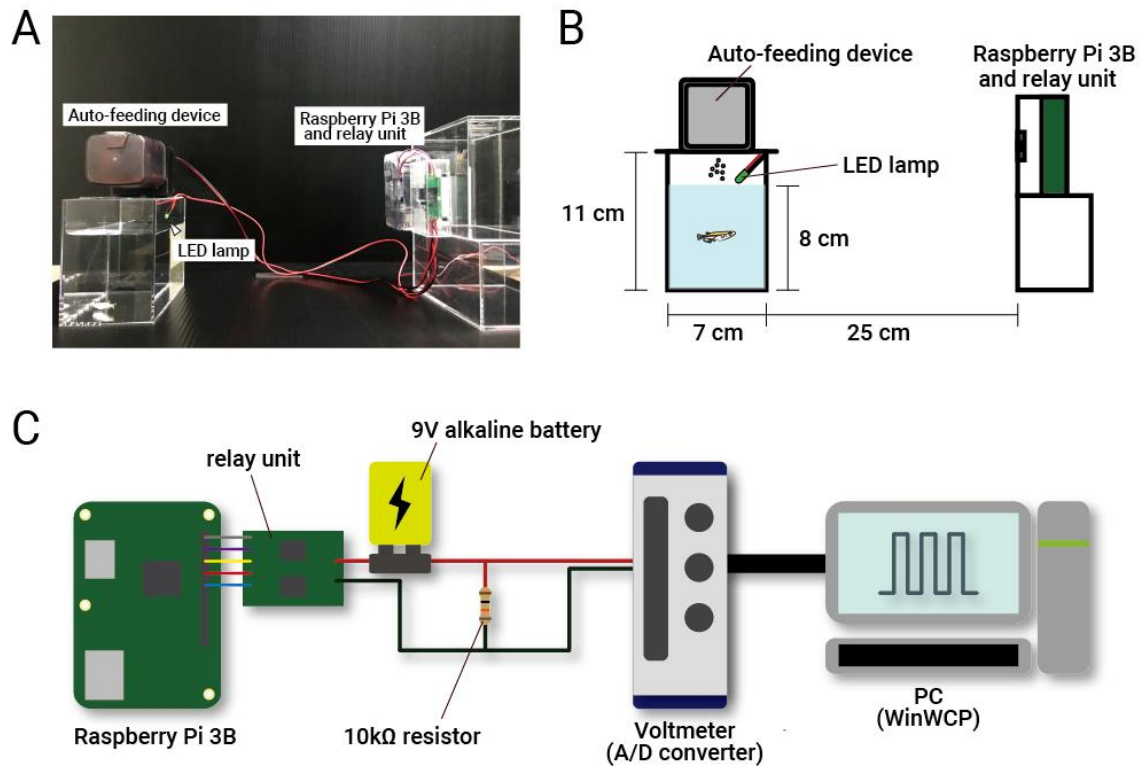 A
Auto-feeding device
Raspberry Pi 3B
and relay unit
LED lamp
B
Auto-feeding device
Raspberry Pi 3B
and relay unit
LED lamp
11 cm
8 cm
7 cm
25 cm
C
9V alkaline battery
relay unit
Raspberry Pi 3B
10kΩ resistor
Voltmeter
(A/D converter)
PC
(WinWCP)